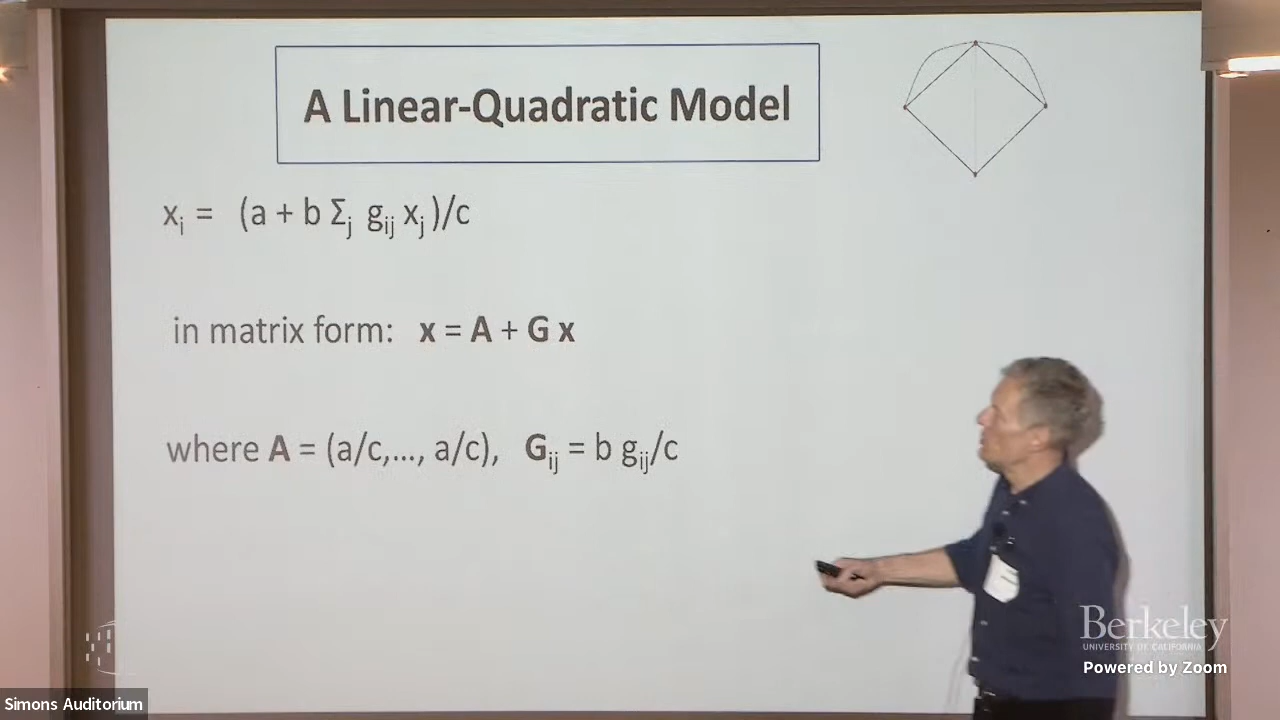 A Linear-Quadratic Model
xᵢ = (a + b Σⱼ gᵢⱼ xⱼ)/c
in matrix form: x = A + G x
where A = (a/c,..., a/c), Gᵢⱼ = b gᵢⱼ/c
Berkeley
UNIVERSITY OF CALIFORNIA
Powered by Zoom
Simons Auditorium